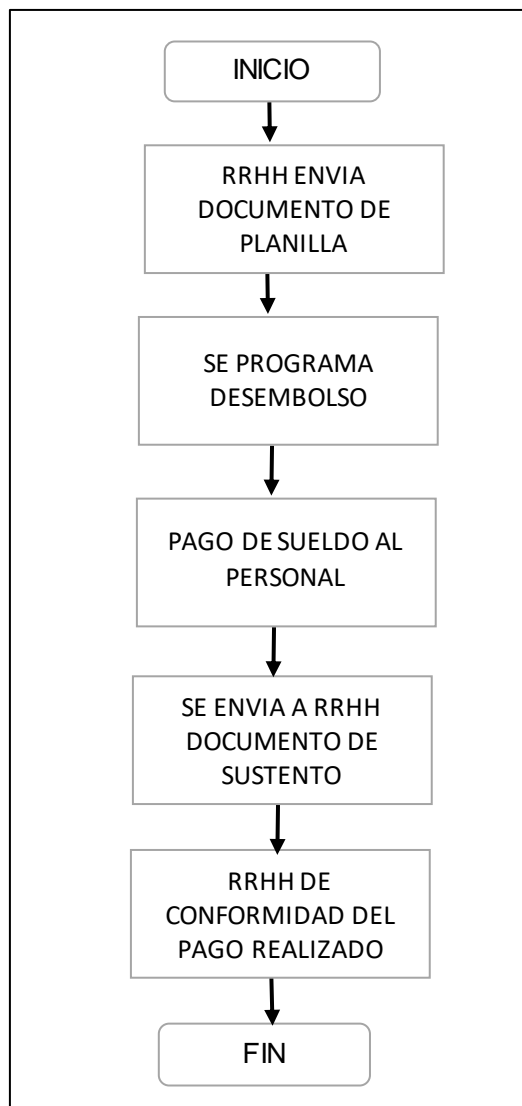 INICIO
RRHH ENVIA
DOCUMENTO DE
PLANILLA
SE PROGRAMA
DESEMBOLSO
PAGO DE SUELDO AL
PERSONAL
SE ENVIA A RRHH
DOCUMENTO DE
SUSTENTO
RRHH DE
CONFORMIDAD DEL
PAGO REALIZADO
FIN